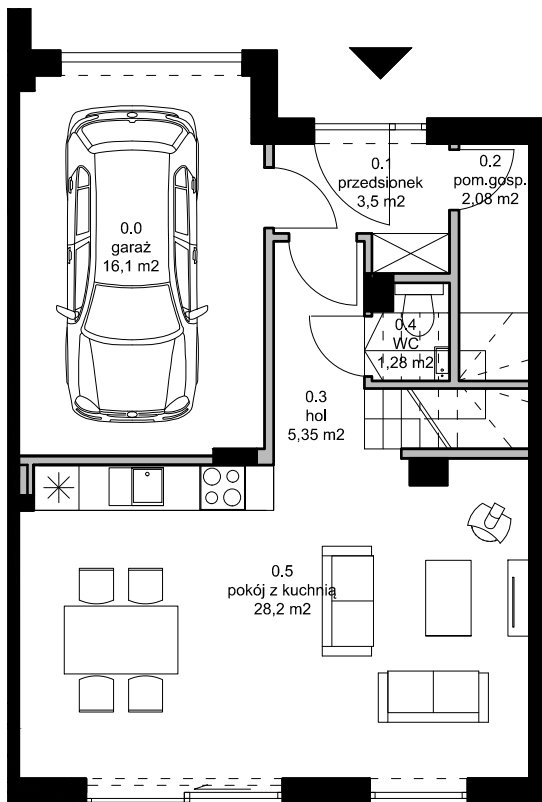 0.0
garaż
16,1 m2
0.1
przedsionek
3,5 m2
0.2
pom.gosp.
2,08 m2
0.4
WC
1,28 m2
0.3
hol
5,35 m2
0.5
pokój z kuchnią
28,2 m2